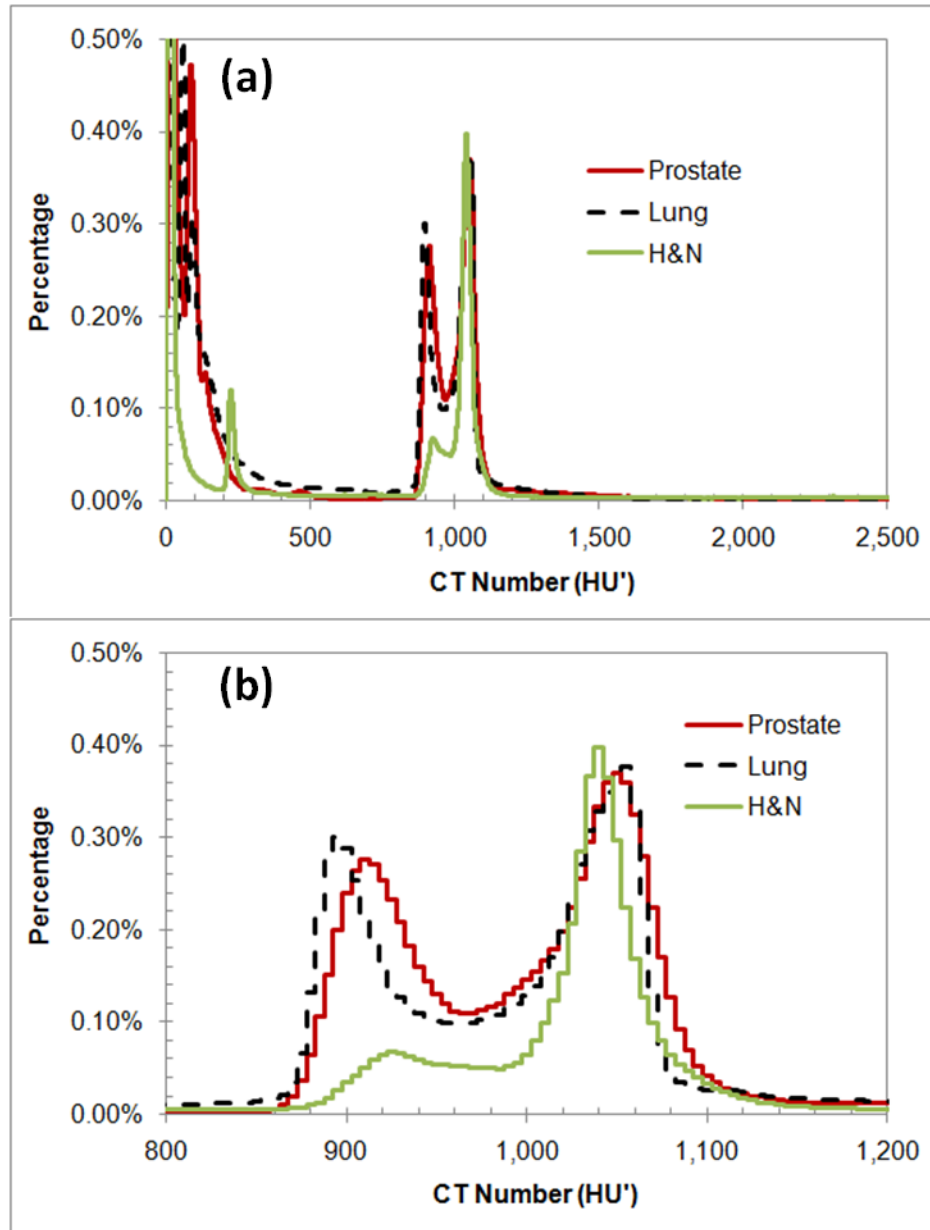 0.50%
(a)
0.40%
Prostate
Lung
H&N
0.30%
0.20%
0.10%
0.00%
Percentage
0 500 1,000 1,500 2,000 2,500
CT Number (HU')
0.50%
(b)
0.40%
Prostate
Lung
H&N
0.30%
0.20%
0.10%
0.00%
Percentage
800 900 1,000 1,100 1,200
CT Number (HU')